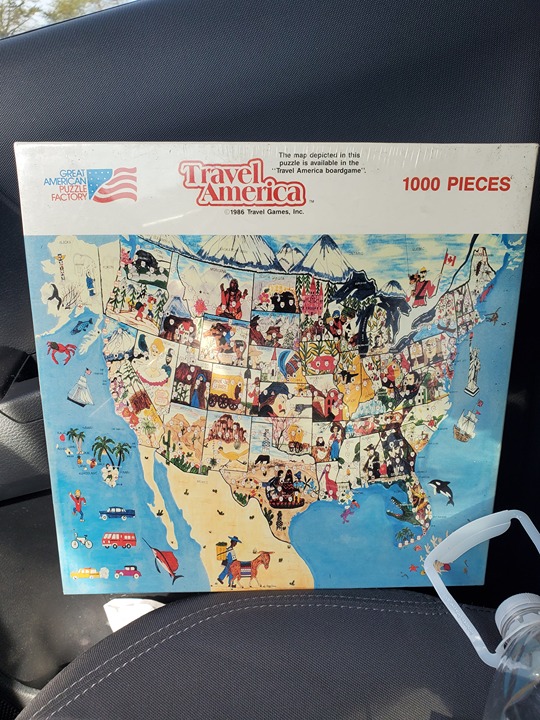 GREAT
AMERICAN
PUZZLE
FACTORY
Travel
America™
©1986 Travel Games, Inc.
The map depicted in this
puzzle is available in the
"Travel America boardgame".
1000 PIECES